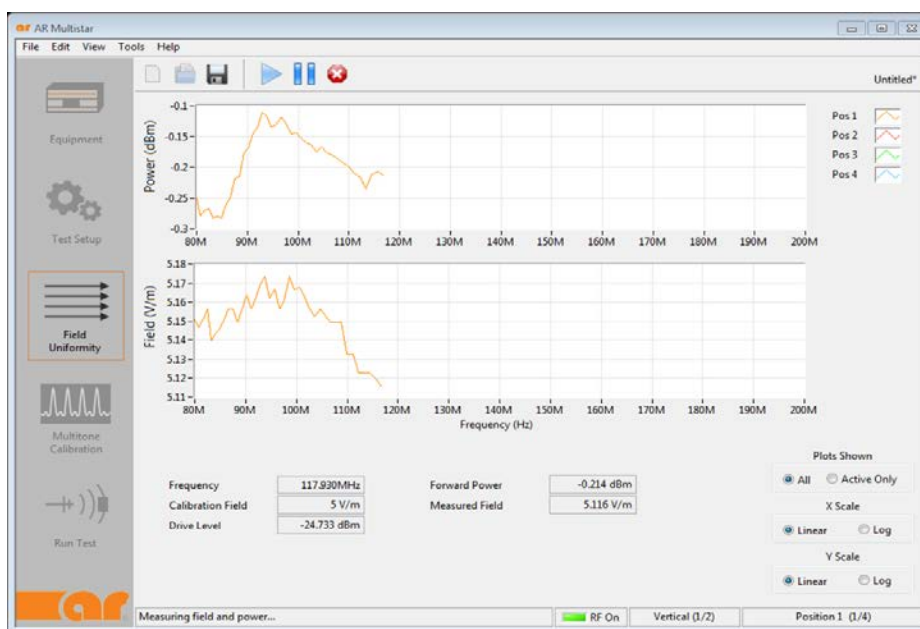 ar AR Multistar
File Edit View Tools Help
Untitled*
Equipment
Test Setup
Field
Uniformity
Multitone
Calibration
Run Test
ar
Power (dBm)
-0.1
-0.15
-0.2
-0.25
-0.3
80M 90M 100M 110M 120M 130M 140M 150M 160M 170M 180M 190M 200M
Pos 1
Pos 2
Pos 3
Pos 4
Field (V/m)
5.18
5.17
5.16
5.15
5.14
5.13
5.12
5.11
80M 90M 100M 110M 120M 130M 140M 150M 160M 170M 180M 190M 200M
Frequency (Hz)
Frequency 117.930MHz Forward Power -0.214 dBm
Calibration Field 5 V/m Measured Field 5.116 V/m
Drive Level -24.733 dBm
Plots Shown
All Active Only
X Scale
Linear Log
Y Scale
Linear Log
Measuring field and power... RF On Vertical (1/2) Position 1 (1/4)